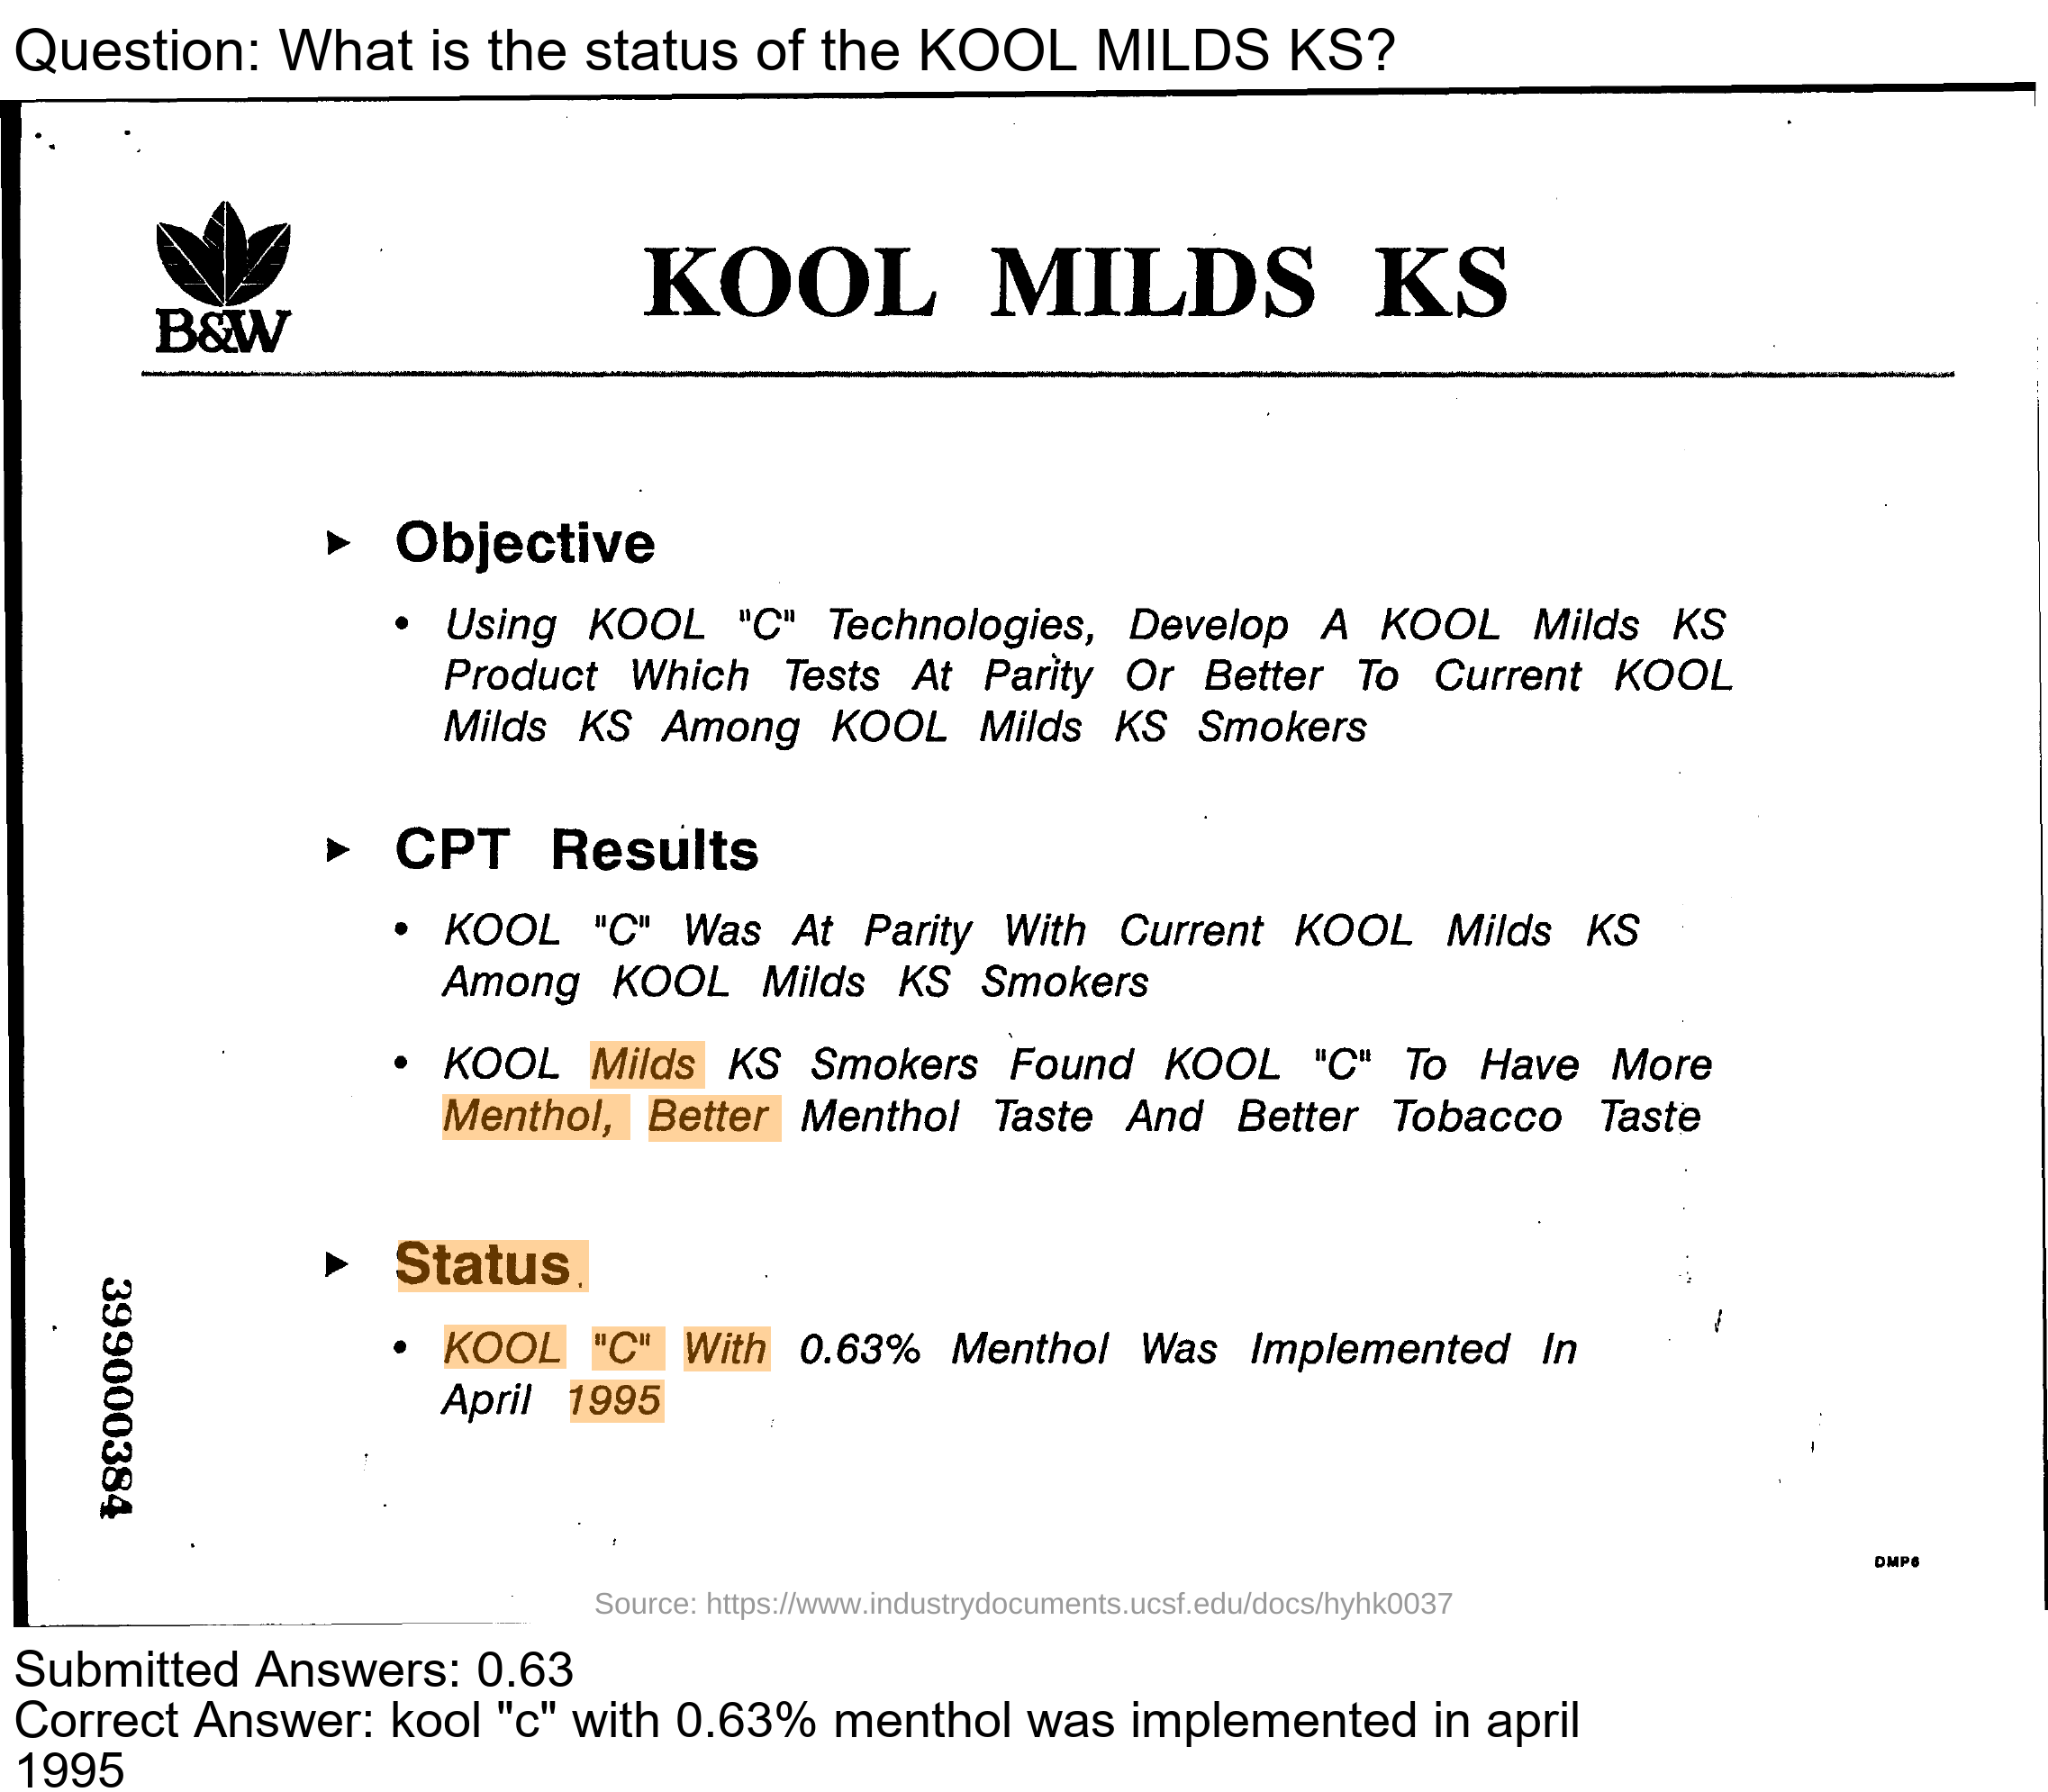 Question: What is the status of the KOOL MILDS KS?
B&W
KOOL MILDS KS
► Objective
• Using KOOL "C" Technologies, Develop A KOOL Milds KS
Product Which Tests At Parity Or Better To Current KOOL
Milds KS Among KOOL Milds KS Smokers
► CPT Results
• KOOL "C" Was At Parity With Current KOOL Milds KS
Among KOOL Milds KS Smokers
• KOOL Milds KS Smokers Found KOOL "C" To Have More
Menthol, Better Menthol Taste And Better Tobacco Taste
► Status
• KOOL "C" With 0.63% Menthol Was Implemented In
April 1995
399000384
DMP6
Source: https://www.industrydocuments.ucsf.edu/docs/hyhk0037
Submitted Answers: 0.63
Correct Answer: kool "c" with 0.63% menthol was implemented in april
1995